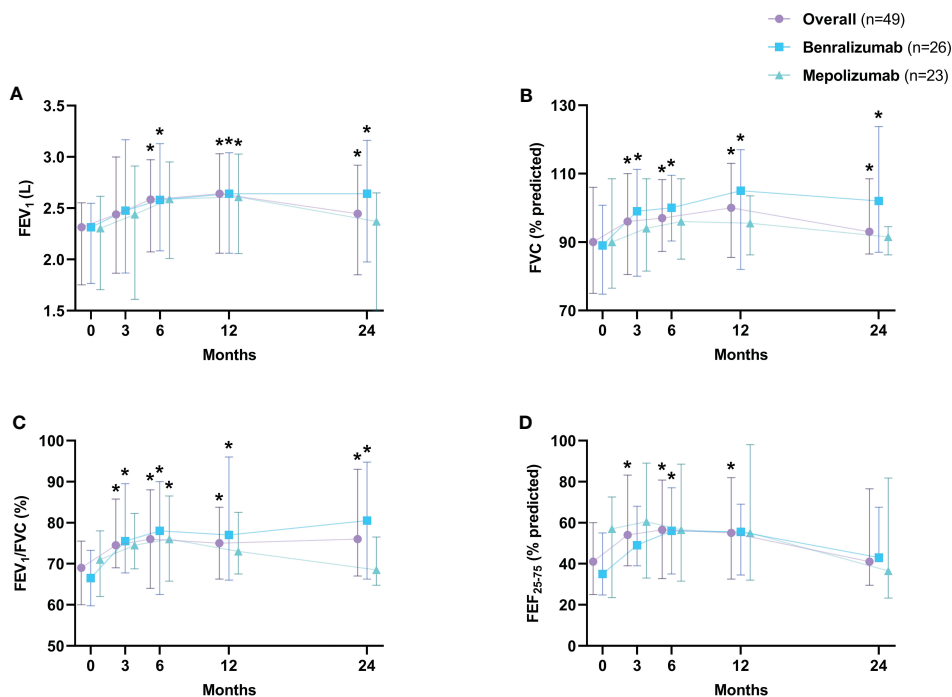 Overall (n=49)
Benralizumab (n=26)
Mepolizumab (n=23)
A
FEV₁ (L)
3.5
3.0
2.5
2.0
1.5
* * * * * * *
0 3 6 12 24
Months
B
FVC (% predicted)
130
110
90
70
* * * * * * * *
0 3 6 12 24
Months
C
FEV₁/FVC (%)
100
90
80
70
60
50
* * * * * * * * *
0 3 6 12 24
Months
D
FEF₂₅₋₇₅ (% predicted)
100
80
60
40
20
0
* * * *
0 3 6 12 24
Months